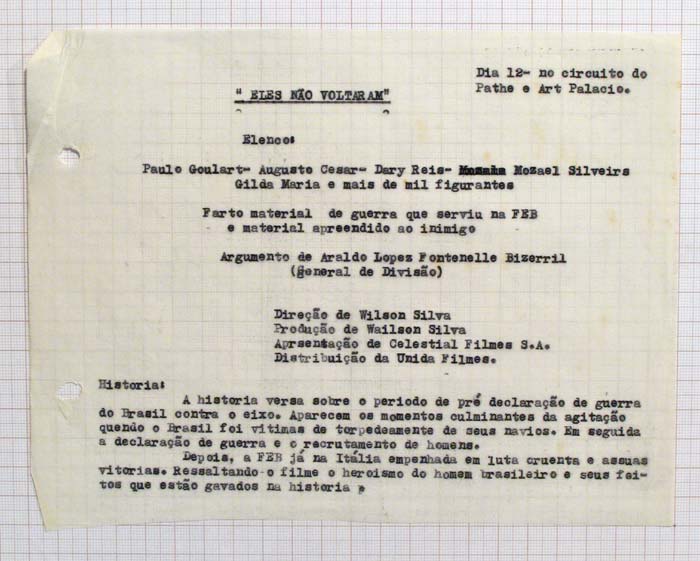 Dia 12- no circuito do
Pathe e Art Palacio.
" ELES NÃO VOLTARAM"
Elenco:
Paulo Goulart- Augusto Cesar- Dary Reis- Mozael Silveirs
Gilda Maria e mais de mil figurantes
Farto material de guerra que serviu na FEB
e material apreendido ao inimigo
Argumento de Araldo Lopez Fontenelle Bizerril
(general de Divisão)
Direção de Wilson Silva
Produção de Wailson Silva
Aprsentação de Celestial Filmes S.A.
Distribuição da Unida Filmes.
Historia:
A historia versa sobre o periodo de pré declaração de guerra
do Brasil contra o eixo. Aparecem os momentos culminantes da agitação
quendo o Brasil foi vitimas de torpedeamente de seus navios. Em seguida
a declaração de guerra e o recrutamento de homens.
Depois, a FEB já na Itália empenhada em luta cruenta e assuas
vitorias. Ressaltando o filme o heroismo do homem brasileiro e seus fei-
tos que estão gavados na historia .